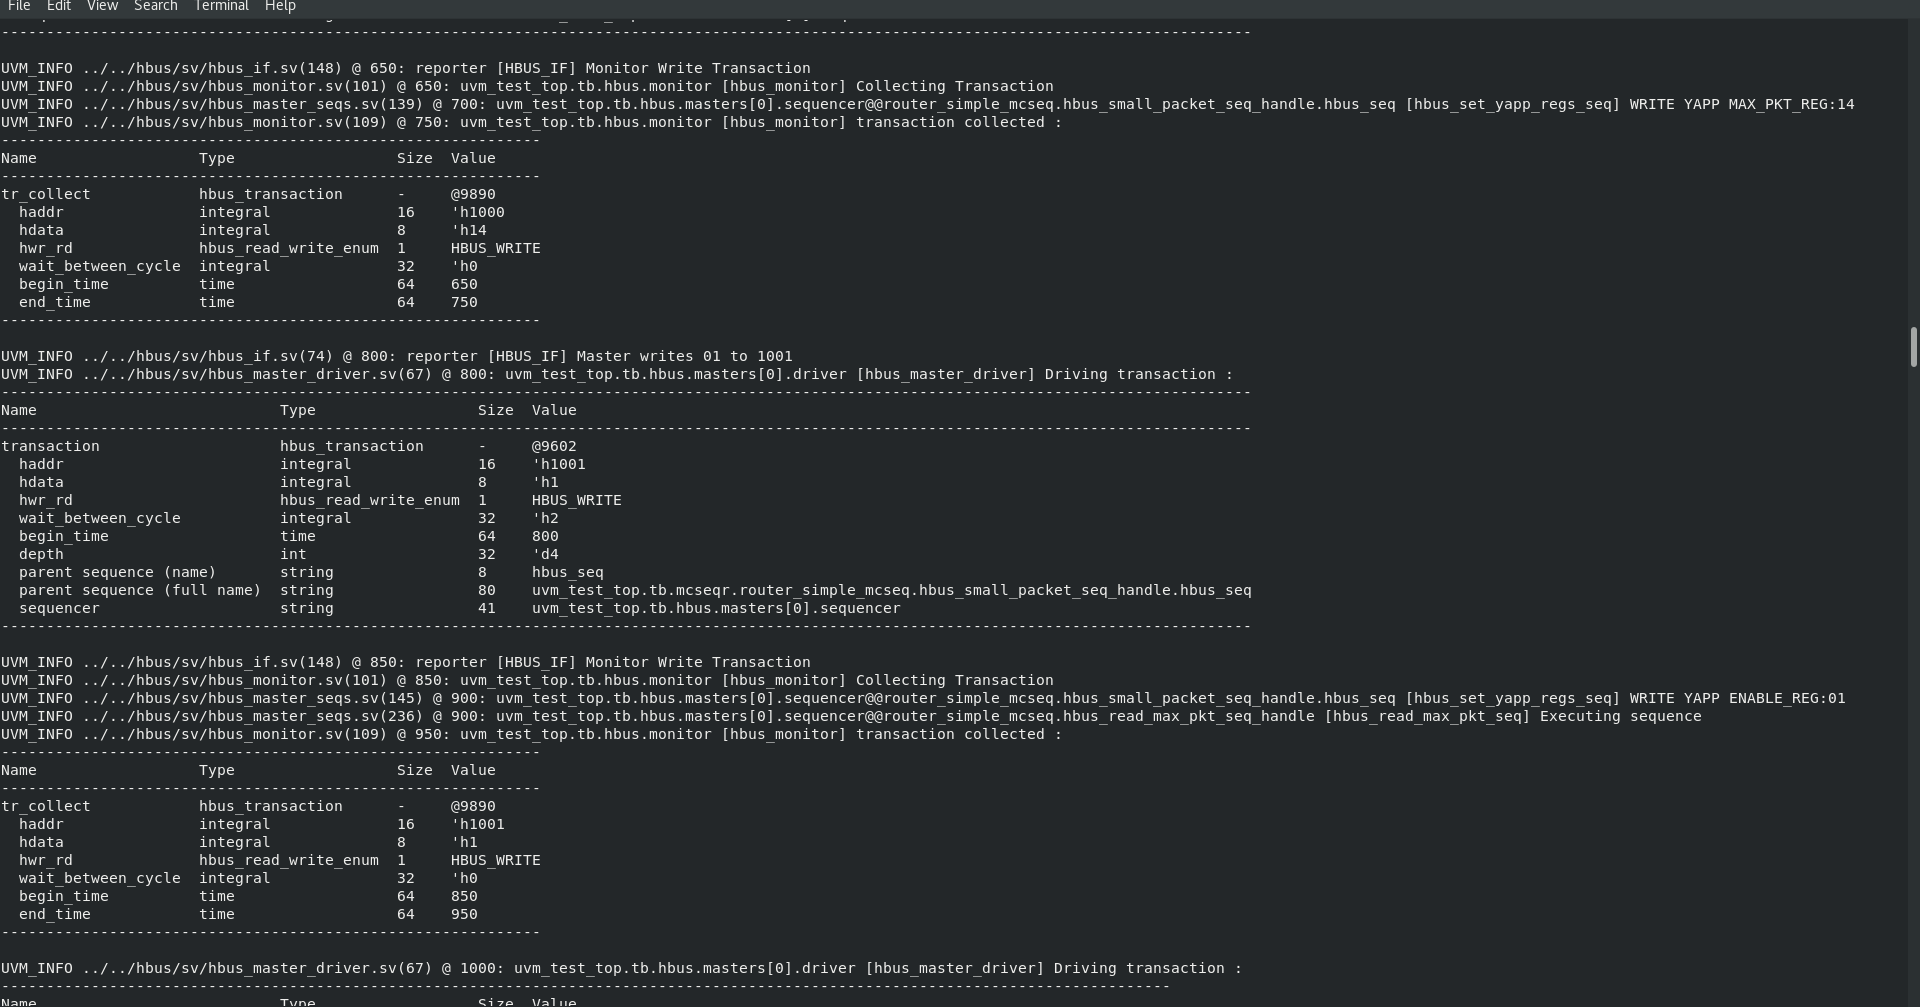 File Edit View Search Terminal Help
-------------------------------------------------------------------------------------------------------------------------------------------
UVM_INFO ../../hbus/sv/hbus_if.sv(148) @ 650: reporter [HBUS_IF] Monitor Write Transaction
UVM_INFO ../../hbus/sv/hbus_monitor.sv(101) @ 650: uvm_test_top.tb.hbus.monitor [hbus_monitor] Collecting Transaction
UVM_INFO ../../hbus/sv/hbus_master_seqs.sv(139) @ 700: uvm_test_top.tb.hbus.masters[0].sequencer@@router_simple_mcseq.hbus_small_packet_seq_handle.hbus_seq [hbus_set_yapp_regs_seq] WRITE YAPP MAX_PKT_REG:14
UVM_INFO ../../hbus/sv/hbus_monitor.sv(109) @ 750: uvm_test_top.tb.hbus.monitor [hbus_monitor] transaction collected :
------------------------------------------------------------
Name                  Type                  Size  Value
------------------------------------------------------------
tr_collect            hbus_transaction      -     @9890
  haddr               integral              16    'h1000
  hdata               integral              8     'h14
  hwr_rd              hbus_read_write_enum  1     HBUS_WRITE
  wait_between_cycle  integral              32    'h0
  begin_time          time                  64    650
  end_time            time                  64    750
------------------------------------------------------------
UVM_INFO ../../hbus/sv/hbus_if.sv(74) @ 800: reporter [HBUS_IF] Master writes 01 to 1001
UVM_INFO ../../hbus/sv/hbus_master_driver.sv(67) @ 800: uvm_test_top.tb.hbus.masters[0].driver [hbus_master_driver] Driving transaction :
-------------------------------------------------------------------------------------------------------------------------------------------
Name                           Type                  Size  Value
-------------------------------------------------------------------------------------------------------------------------------------------
transaction                    hbus_transaction      -     @9602
  haddr                        integral              16    'h1001
  hdata                        integral              8     'h1
  hwr_rd                       hbus_read_write_enum  1     HBUS_WRITE
  wait_between_cycle           integral              32    'h2
  begin_time                   time                  64    800
  depth                        int                   32    'd4
  parent sequence (name)       string                8     hbus_seq
  parent sequence (full name)  string                80    uvm_test_top.tb.mcseqr.router_simple_mcseq.hbus_small_packet_seq_handle.hbus_seq
  sequencer                    string                41    uvm_test_top.tb.hbus.masters[0].sequencer
-------------------------------------------------------------------------------------------------------------------------------------------
UVM_INFO ../../hbus/sv/hbus_if.sv(148) @ 850: reporter [HBUS_IF] Monitor Write Transaction
UVM_INFO ../../hbus/sv/hbus_monitor.sv(101) @ 850: uvm_test_top.tb.hbus.monitor [hbus_monitor] Collecting Transaction
UVM_INFO ../../hbus/sv/hbus_master_seqs.sv(145) @ 900: uvm_test_top.tb.hbus.masters[0].sequencer@@router_simple_mcseq.hbus_small_packet_seq_handle.hbus_seq [hbus_set_yapp_regs_seq] WRITE YAPP ENABLE_REG:01
UVM_INFO ../../hbus/sv/hbus_master_seqs.sv(236) @ 900: uvm_test_top.tb.hbus.masters[0].sequencer@@router_simple_mcseq.hbus_read_max_pkt_seq_handle [hbus_read_max_pkt_seq] Executing sequence
UVM_INFO ../../hbus/sv/hbus_monitor.sv(109) @ 950: uvm_test_top.tb.hbus.monitor [hbus_monitor] transaction collected :
------------------------------------------------------------
Name                  Type                  Size  Value
------------------------------------------------------------
tr_collect            hbus_transaction      -     @9890
  haddr               integral              16    'h1001
  hdata               integral              8     'h1
  hwr_rd              hbus_read_write_enum  1     HBUS_WRITE
  wait_between_cycle  integral              32    'h0
  begin_time          time                  64    850
  end_time            time                  64    950
------------------------------------------------------------
UVM_INFO ../../hbus/sv/hbus_master_driver.sv(67) @ 1000: uvm_test_top.tb.hbus.masters[0].driver [hbus_master_driver] Driving transaction :
----------------------------------------------------------------------------------------------------------------------------------
Name                           Type                  Size  Value